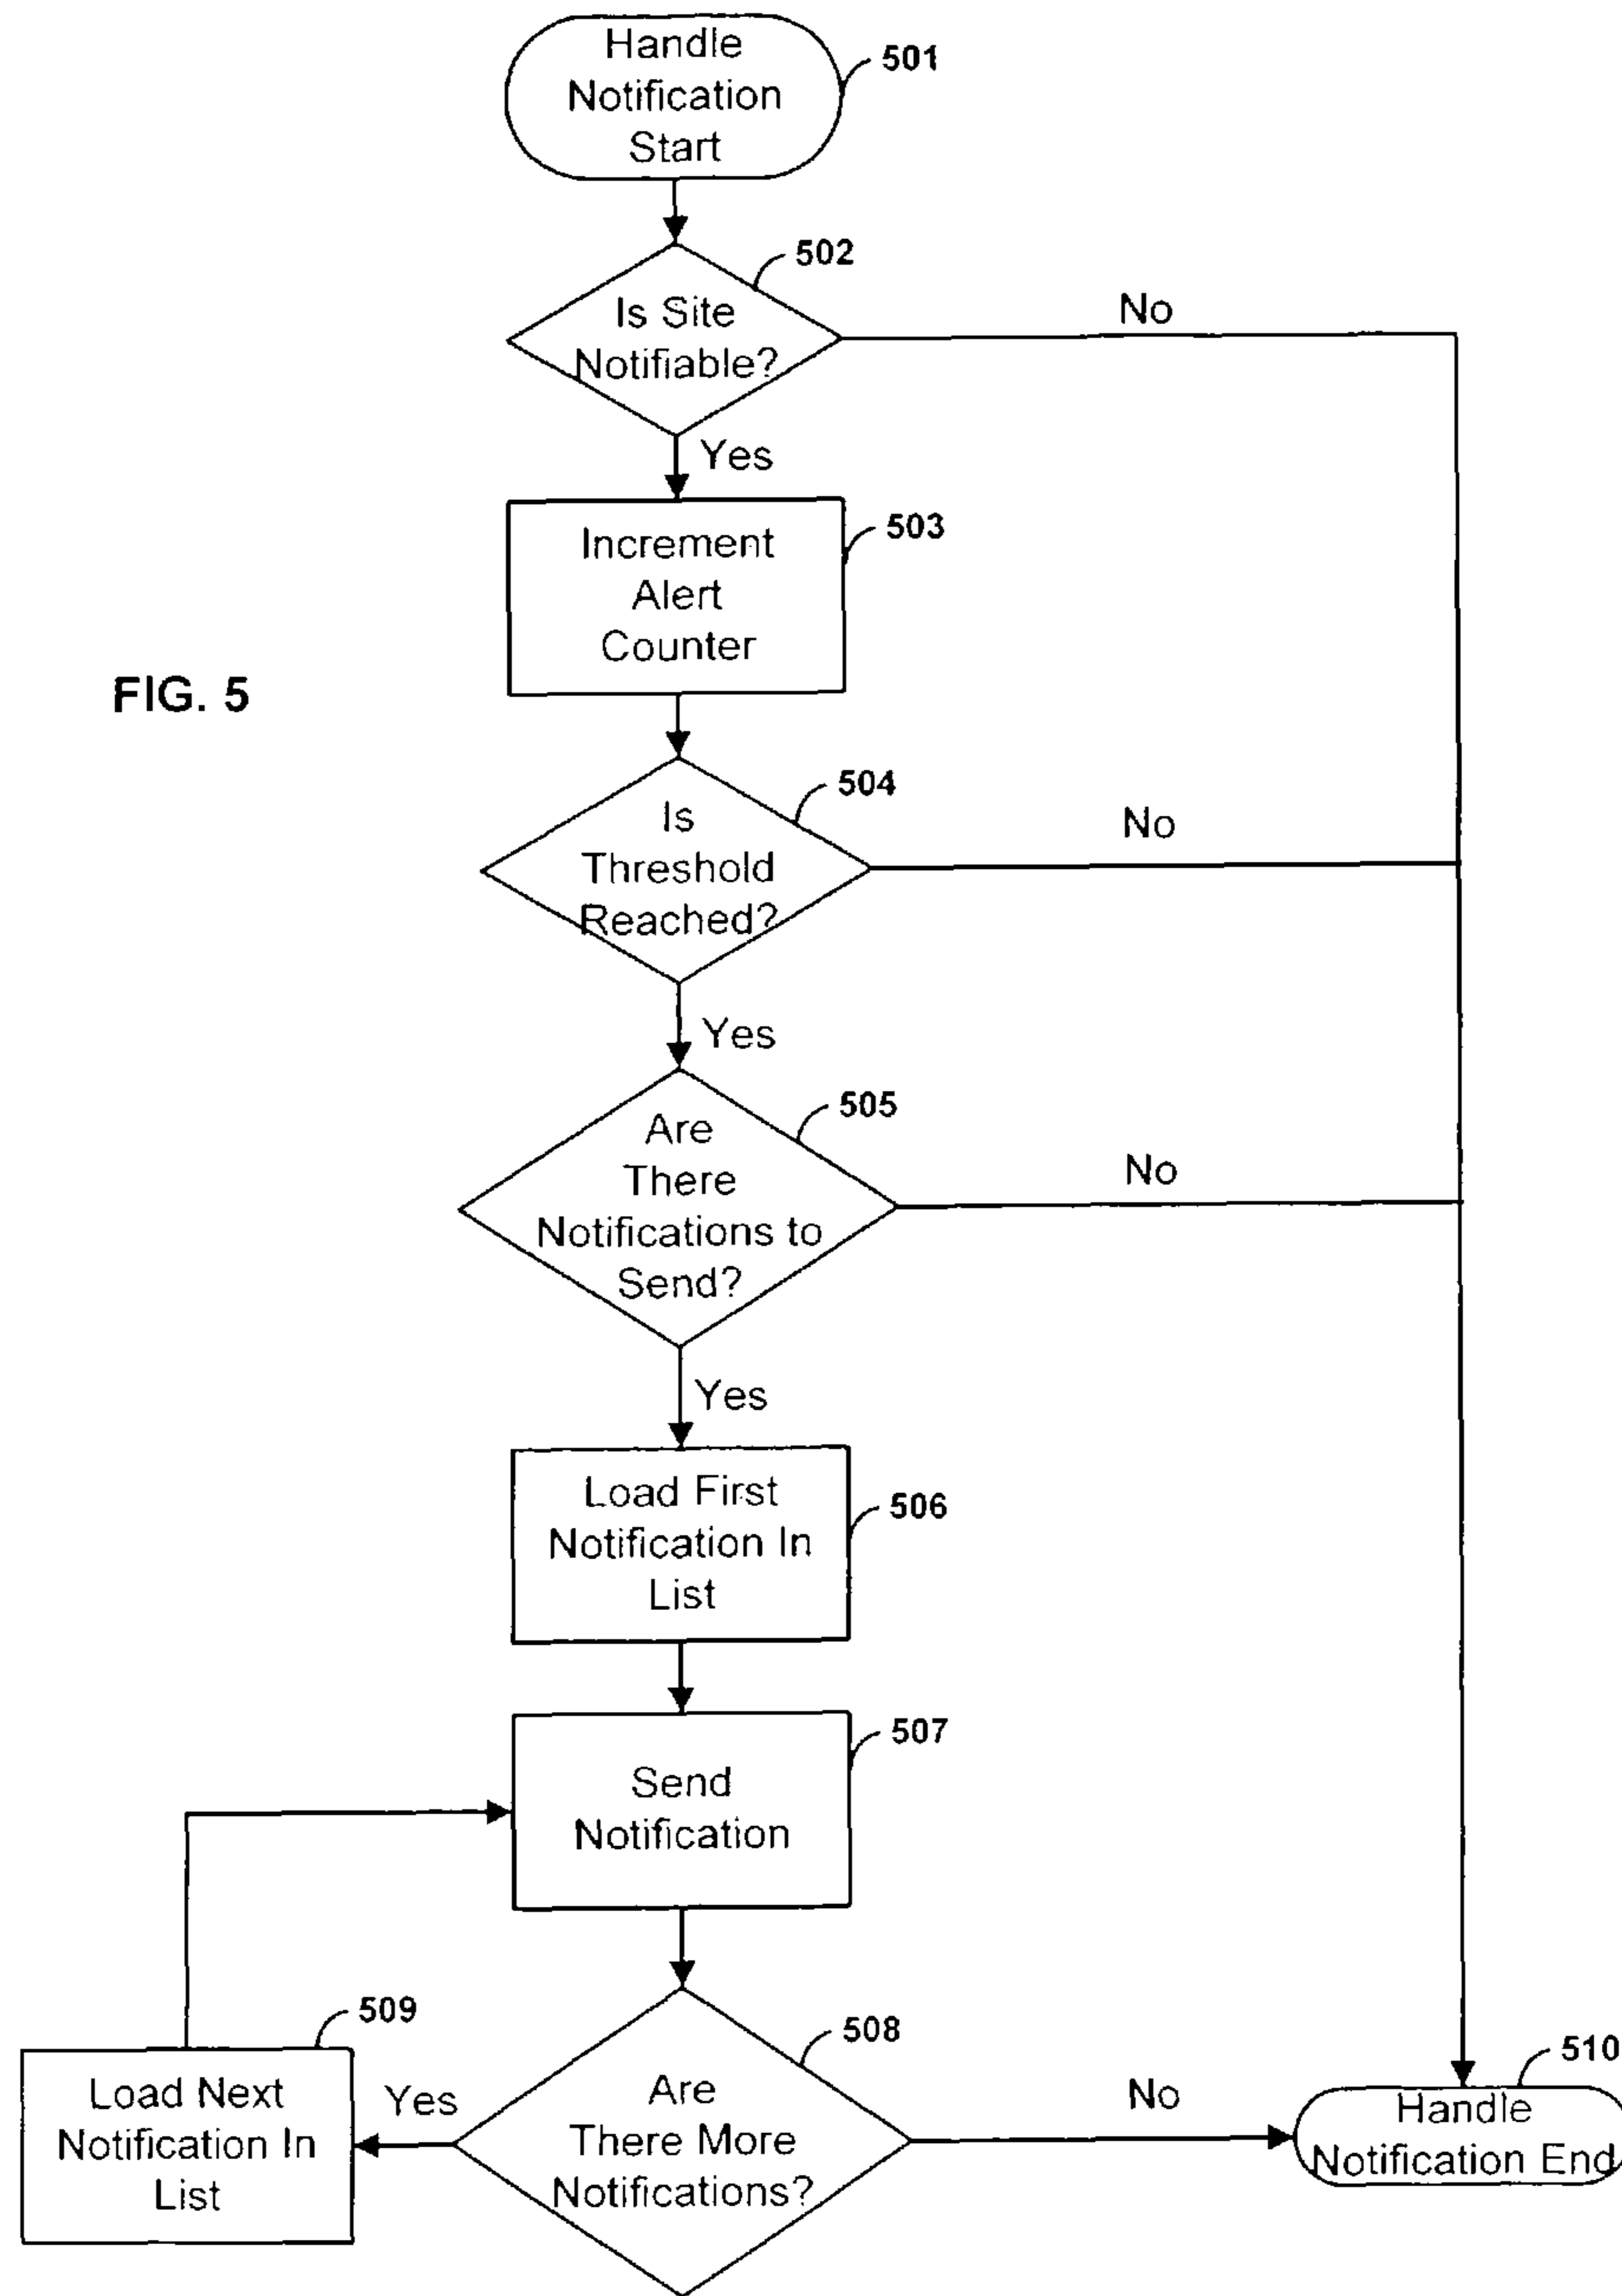 Handle
Notification
Start
501
502
Is Site
Notifiable?
No
Yes
503
Increment
Alert
Counter
FIG. 5
504
Is
Threshold
Reached?
No
Yes
505
Are
There
Notifications to
Send?
No
Yes
506
Load First
Notification In
List
507
Send
Notification
509
Load Next
Notification In
List
Yes
508
Are
There More
Notifications?
No
510
Handle
Notification End